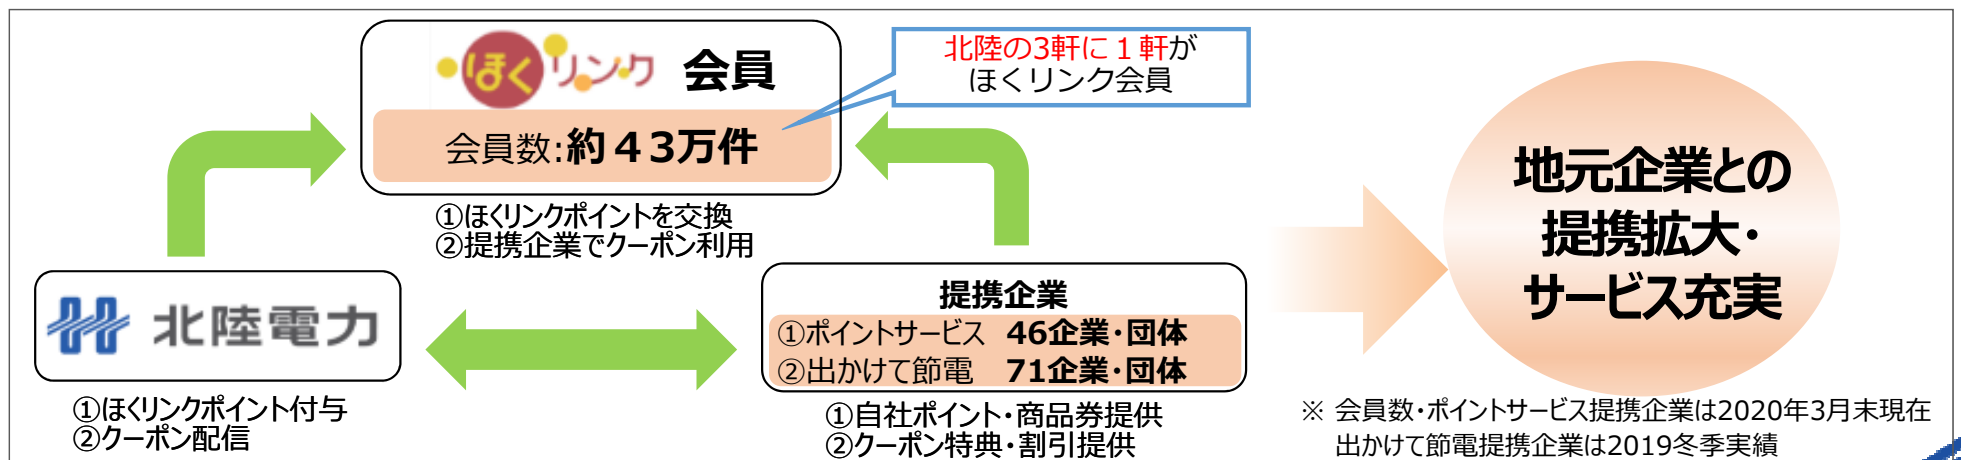 ほくリンク 会員
会員数:約４３万件
北陸の3軒に１軒が
ほくリンク会員
①ほくリンクポイントを交換
②提携企業でクーポン利用
北陸電力
①ほくリンクポイント付与
②クーポン配信
提携企業
①ポイントサービス 46企業・団体
②出かけて節電 71企業・団体
①自社ポイント・商品券提供
②クーポン特典・割引提供
地元企業との
提携拡大・
サービス充実
※ 会員数・ポイントサービス提携企業は2020年3月末現在
出かけて節電提携企業は2019冬季実績